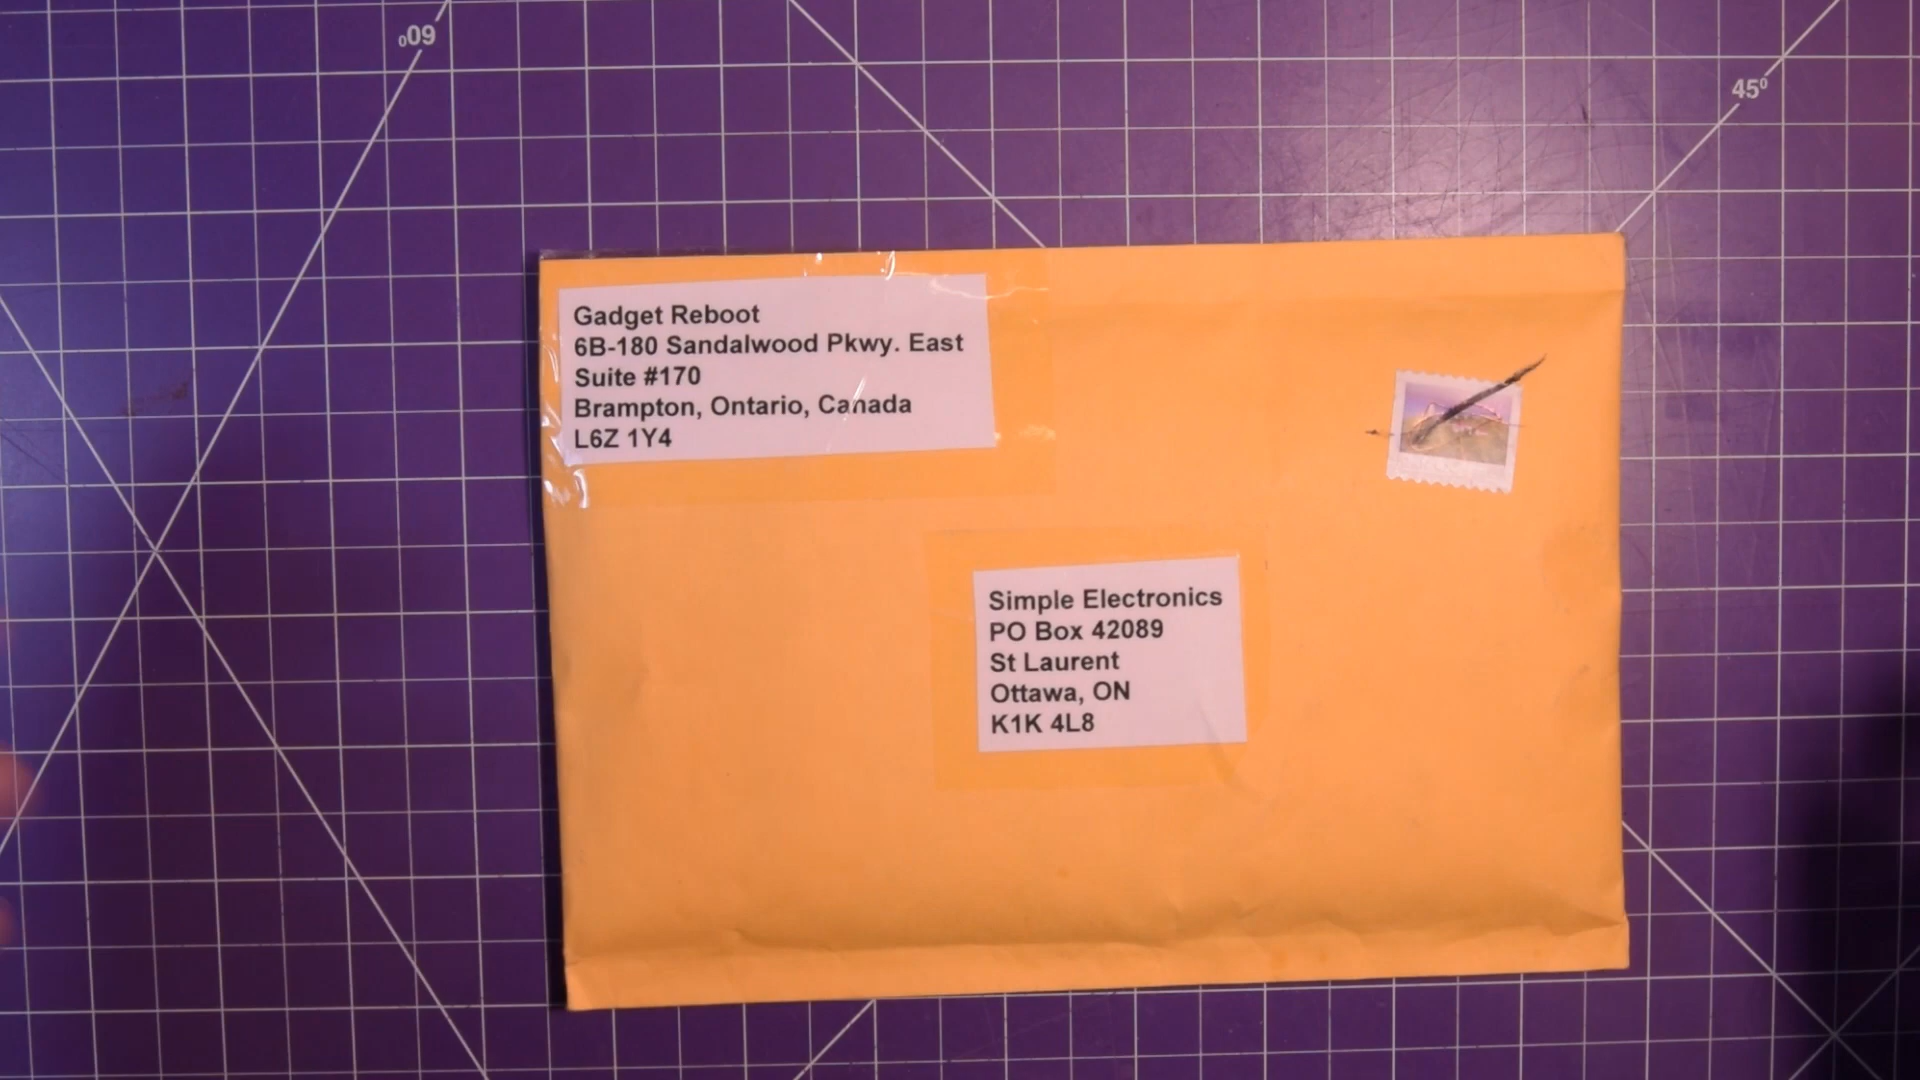 60°
45°
Gadget Reboot
6B-180 Sandalwood Pkwy. East
Suite #170
Brampton, Ontario, Canada
L6Z 1Y4
Simple Electronics
PO Box 42089
St Laurent
Ottawa, ON
K1K 4L8